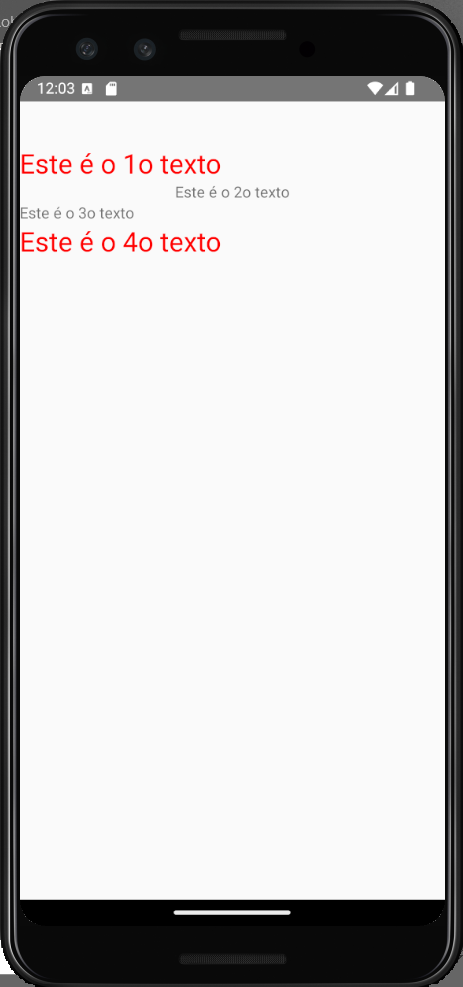 12:03
Este é o 1o texto
Este é o 2o texto
Este é o 3o texto
Este é o 4o texto